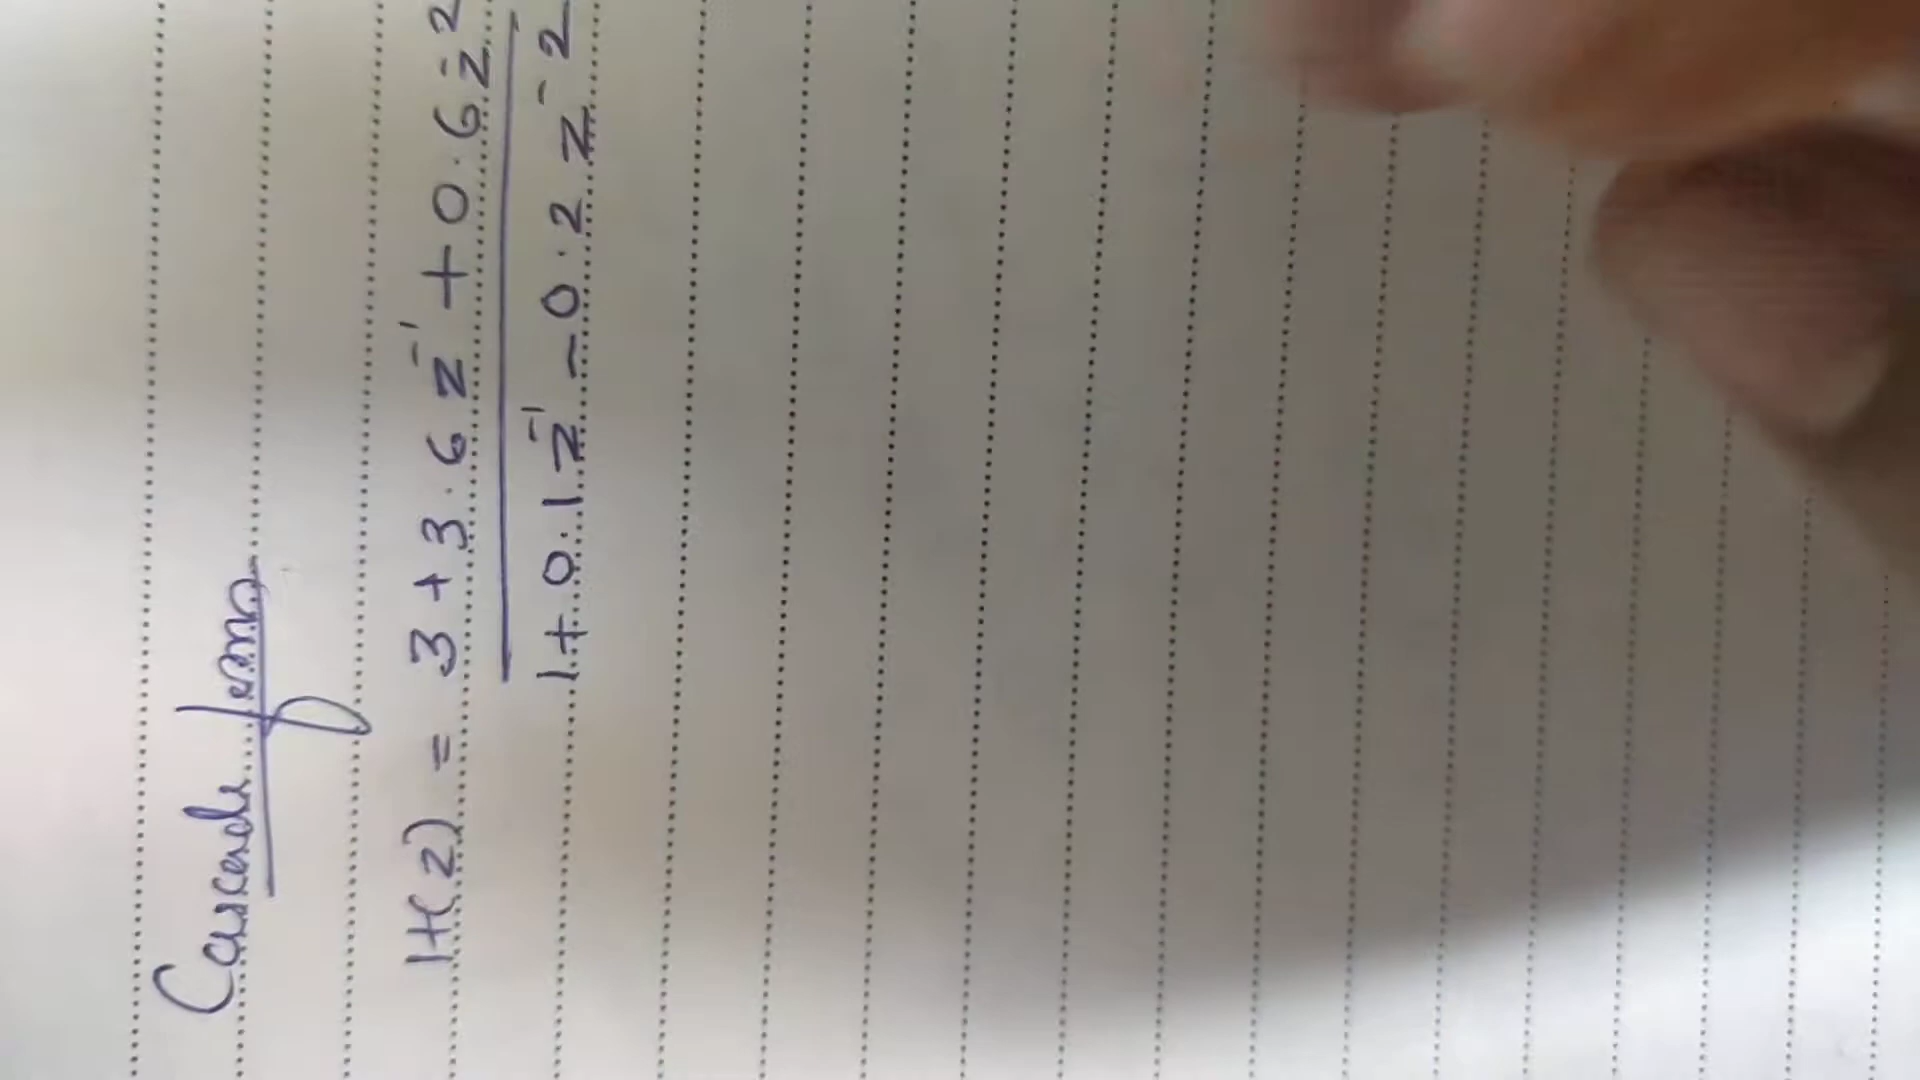 Cascade form
H(z) = 3 + 3.6 z⁻¹ + 0.6 z⁻²
1 + 0.1 z⁻¹ - 0.2 z⁻²